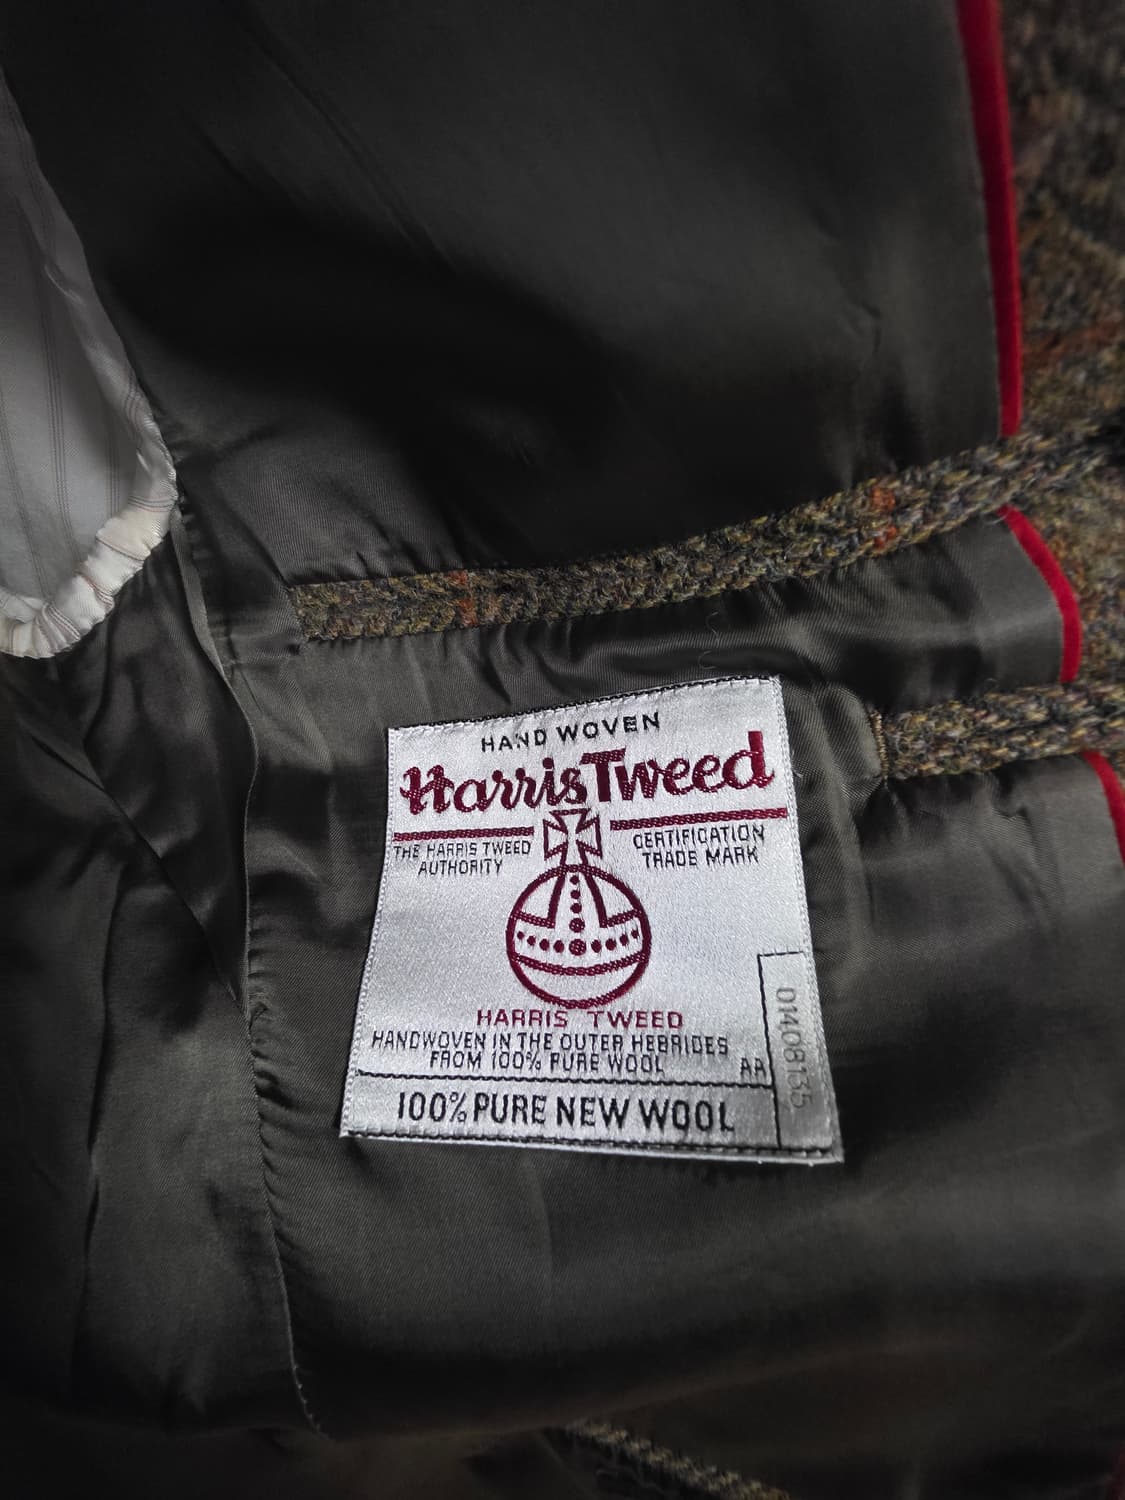 HAND WOVEN
Harris Tweed
THE HARRIS TWEED
AUTHORITY
CERTIFICATION
TRADE MARK
HARRIS TWEED
HANDWOVEN IN THE OUTER HEBRIDES
FROM 100% PURE WOOL
AA
100% PURE NEW WOOL
01408135